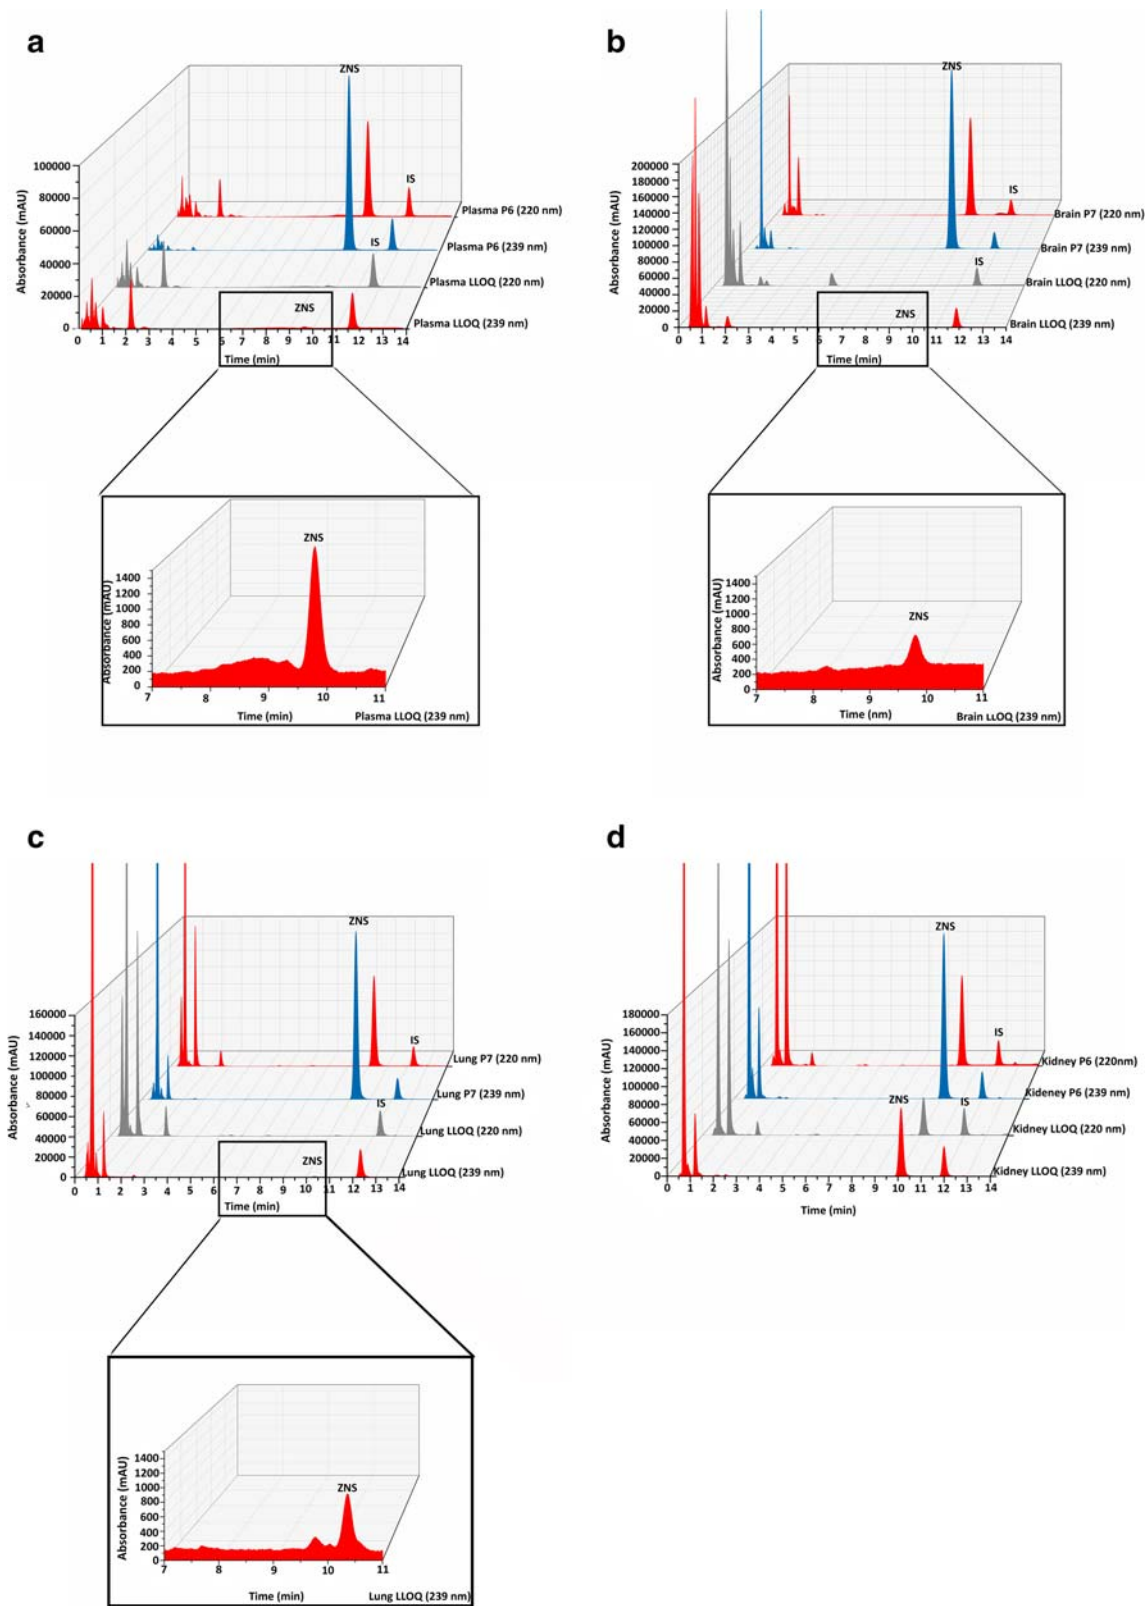 a
ZNS
100000
80000
60000
40000
20000
0
Absorbance (mAU)
IS
Plasma P6 (220 nm)
Plasma P6 (239 nm)
IS
Plasma LLOQ (220 nm)
ZNS
Plasma LLOQ (239 nm)
0 1 2 3 4 5 6 7 8 9 10 11 12 13 14
Time (min)
ZNS
1400
1200
1000
800
600
400
200
0
Absorbance (mAU)
7 8 9 10 11
Time (min)
Plasma LLOQ (239 nm)
b
ZNS
200000
180000
160000
140000
120000
100000
80000
60000
40000
20000
0
Absorbance (mAU)
IS
Brain P7 (220 nm)
Brain P7 (239 nm)
IS
Brain LLOQ (220 nm)
ZNS
Brain LLOQ (239 nm)
0 1 2 3 4 5 6 7 8 9 10 11 12 13 14
Time (min)
ZNS
1400
1200
1000
800
600
400
200
0
Absorbance (mAU)
7 8 9 10 11
Time (nm)
Brain LLOQ (239 nm)
c
ZNS
160000
140000
120000
100000
80000
60000
40000
20000
0
Absorbance (mAU)
IS
Lung P7 (220 nm)
Lung P7 (239 nm)
IS
Lung LLOQ (220 nm)
ZNS
Lung LLOQ (239 nm)
0 1 2 3 4 5 6 7 8 9 10 11 12 13 14
Time (min)
ZNS
1400
1200
1000
800
600
400
200
0
Absorbance (mAU)
7 8 9 10 11
Time (min)
Lung LLOQ (239 nm)
d
ZNS
180000
160000
140000
120000
100000
80000
60000
40000
20000
0
Absorbance (mAU)
IS
Kidney P6 (220nm)
Kideney P6 (239 nm)
ZNS
IS
Kidney LLOQ (220 nm)
Kidney LLOQ (239 nm)
0 1 2 3 4 5 6 7 8 9 10 11 12 13 14
Time (min)